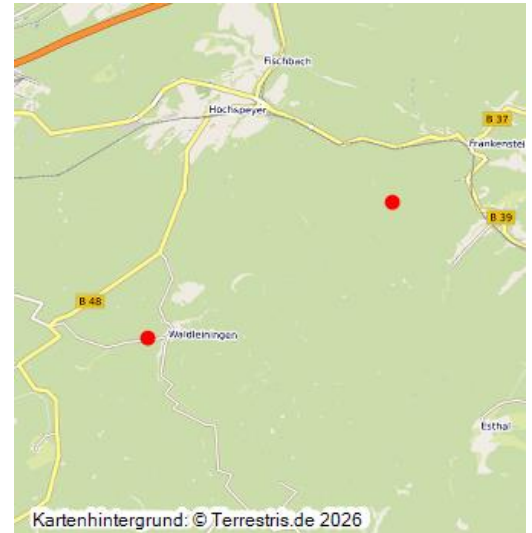 Fischbach
Hochspeyer
B 37
Frankenstei
B 39
B 48
Waldleiningen
Esthal
Kartenhintergrund: © Terrestris.de 2026